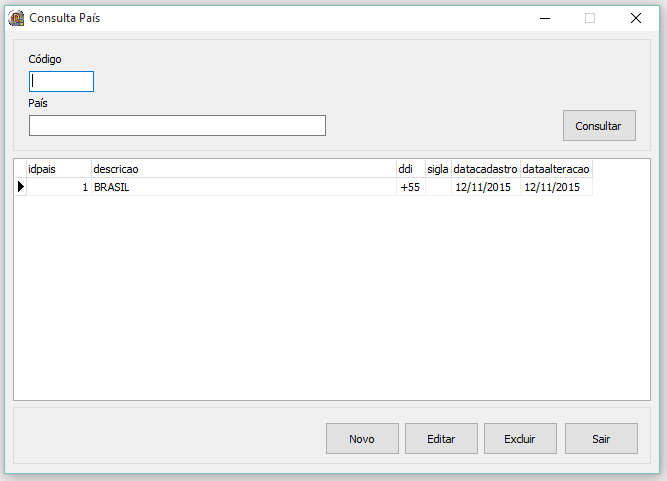 Consulta País
Código
País
Consultar
idpais descricao ddi sigla datacadastro dataalteracao
1 BRASIL +55 12/11/2015 12/11/2015
Novo Editar Excluir Sair